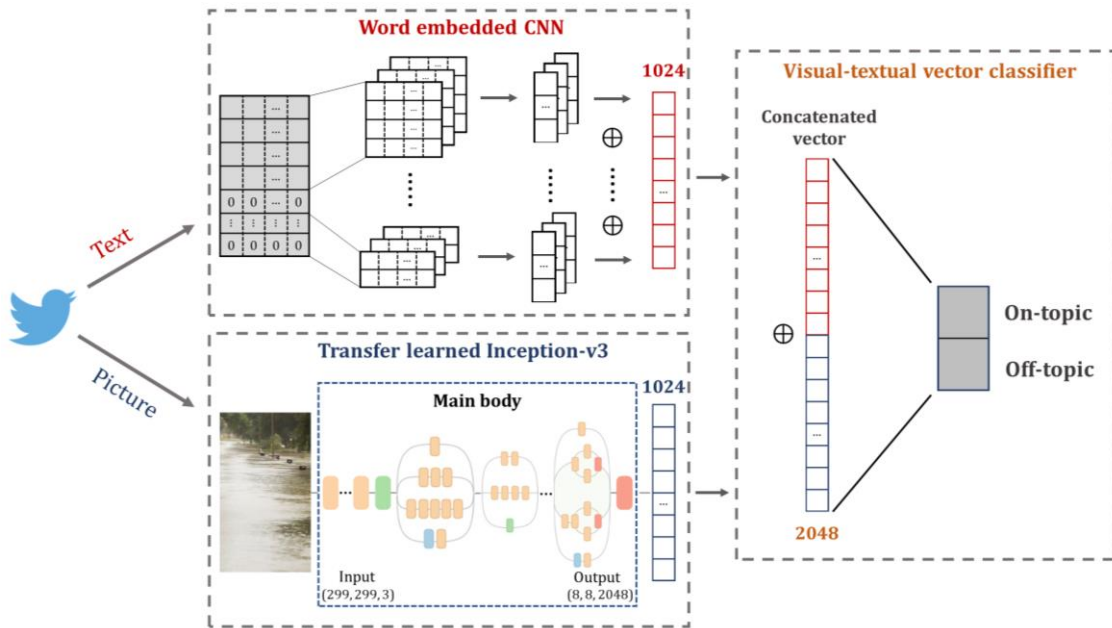 Word embedded CNN
1024
...
...
...
...
0 0 ... 0
⋮ ⋮ ⋮ ⋮
0 0 0 0
...
...
...
...
...
...
⊕
......
......
......
...
⊕
...
...
...
Text
Picture
Transfer learned Inception-v3
1024
Main body
...
...
...
Input
(299, 299, 3)
Output
(8, 8, 2048)
Visual-textual vector classifier
Concatenated
vector
...
⊕
...
2048
On-topic
Off-topic